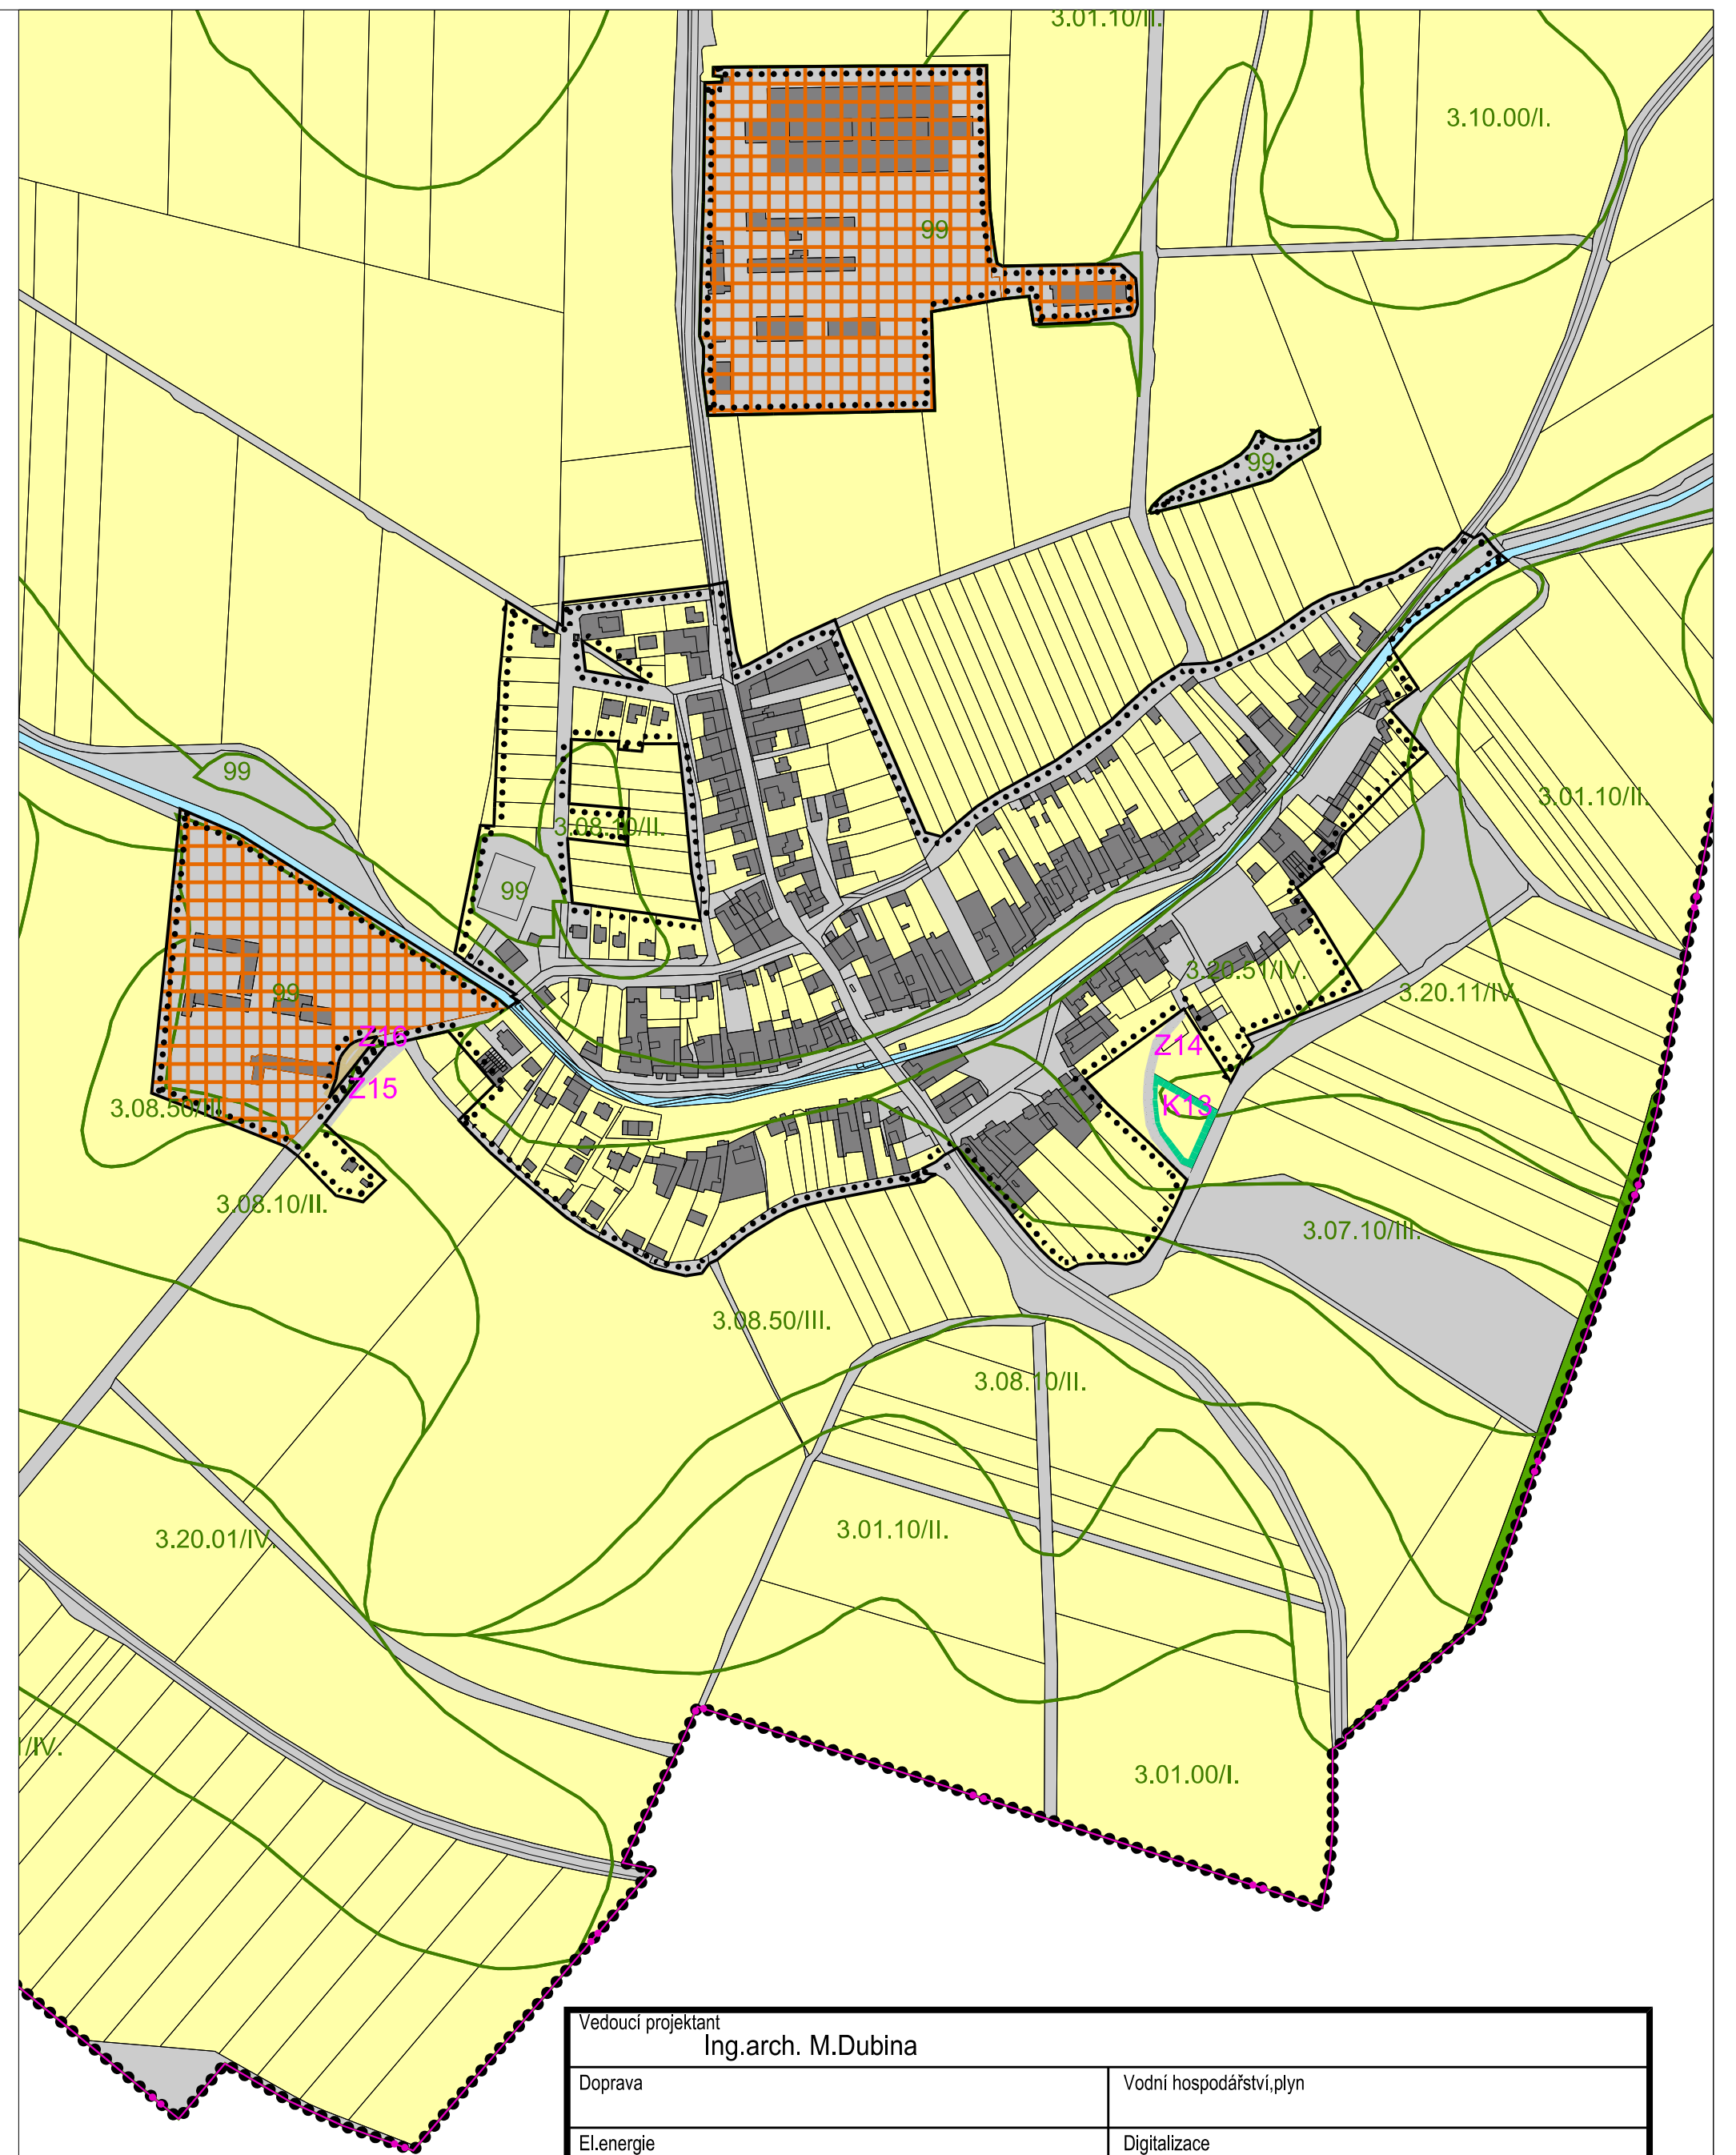 3.01.10/II.
3.10.00/I.
99
99
99
3.01.10/II.
3.08.10/II.
99
3.20.51/IV.
99
3.20.11/IV.
Z16
Z14
Z15
K13
3.08.50/III.
3.08.10/II.
3.07.10/III.
3.08.50/III.
3.08.10/II.
3.01.10/II.
3.20.01/IV.
/IV.
3.01.00/I.
Vedoucí projektant
Ing.arch. M.Dubina
Doprava
Vodní hospodářství,plyn
El.energie
Digitalizace